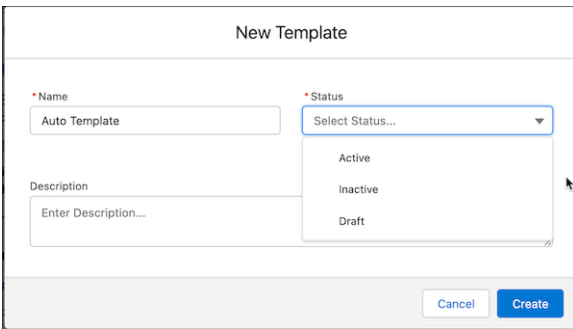 New Template
* Name
* Status
Auto Template
Select Status...
Active
Inactive
Draft
Description
Enter Description...
Cancel
Create